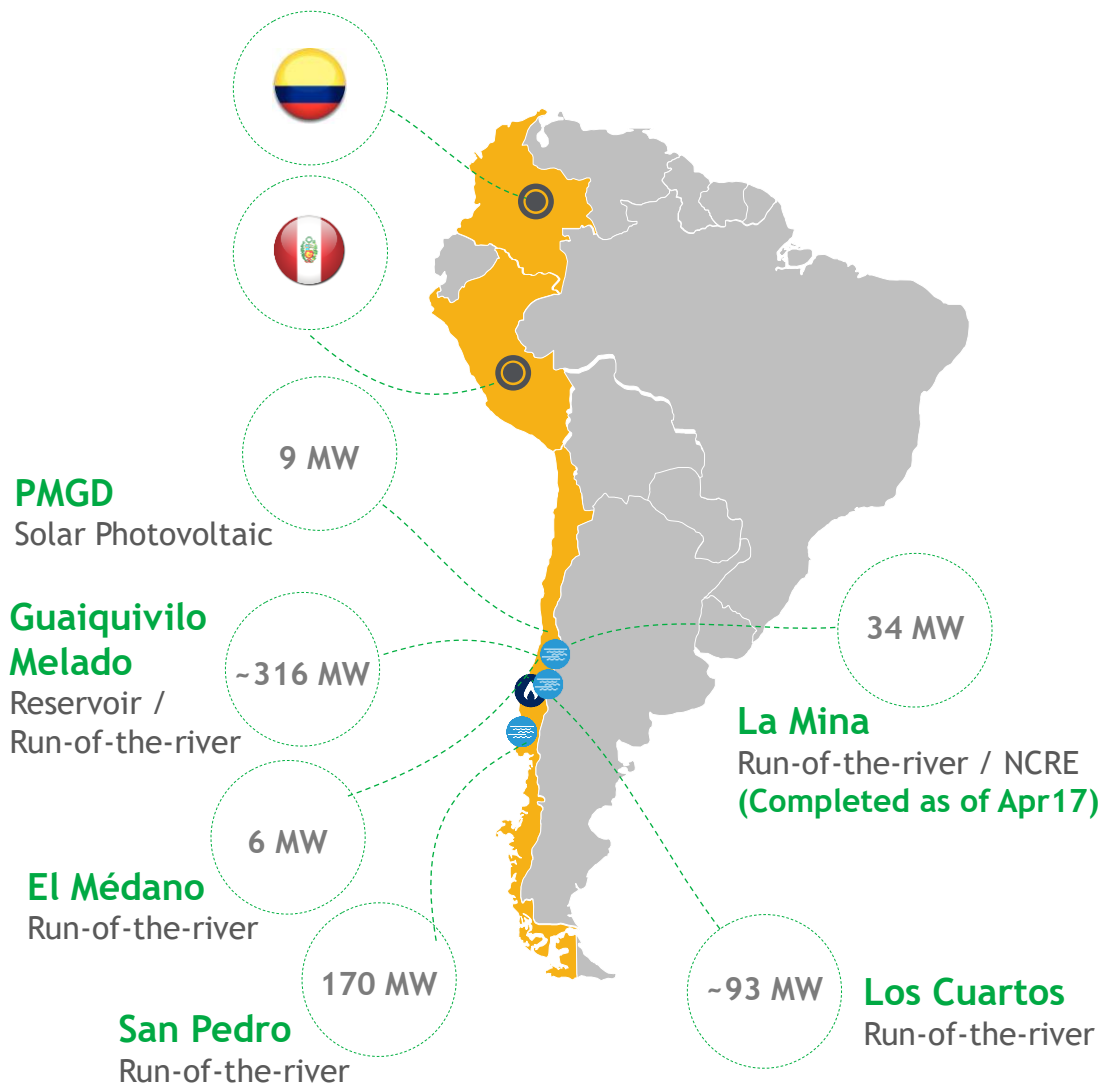 9 MW
PMGD
Solar Photovoltaic
Guaiquivilo
Melado
Reservoir /
Run-of-the-river
~316 MW
34 MW
La Mina
Run-of-the-river / NCRE
(Completed as of Apr17)
6 MW
El Médano
Run-of-the-river
170 MW
San Pedro
Run-of-the-river
~93 MW
Los Cuartos
Run-of-the-river